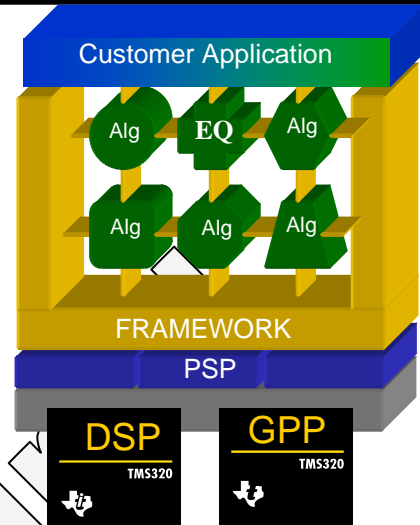 Customer Application
Alg EQ Alg
Alg Alg Alg
FRAMEWORK
PSP
DSP GPP
TMS320 TMS320